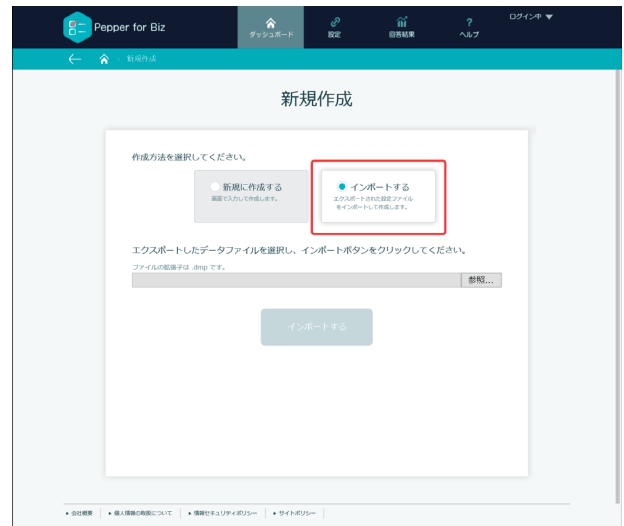 Pepper for Biz
ダッシュボード
設定
回答結果
ヘルプ
ログイン中 ▼
新規作成
新規作成
作成方法を選択してください。
新規に作成する
画面で入力して作成します。
インポートする
エクスポートされた設定ファイル
をインポートして作成します。
エクスポートしたデータファイルを選択し、インポートボタンをクリックしてください。
ファイルの拡張子は .dmp です。
参照...
インポートする
会社概要
個人情報の取扱について
情報セキュリティポリシー
サイトポリシー